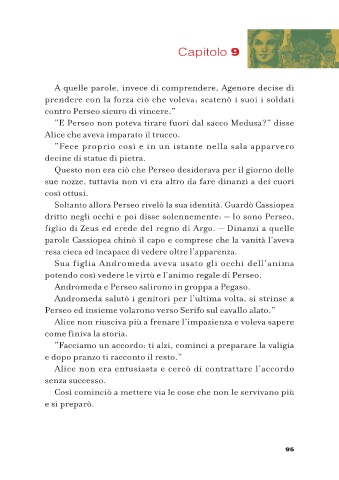 Capitolo 9
A quelle parole, invece di comprendere, Agenore decise di
prendere con la forza ciò che voleva, scatenò i suoi i soldati
contro Perseo sicuro di vincere.”
“E Perseo non poteva tirare fuori dal sacco Medusa?” disse
Alice che aveva imparato il trucco.
“Fece proprio così e in un istante nella sala apparvero
decine di statue di pietra.
Questo non era ciò che Perseo desiderava per il giorno delle
sue nozze, tuttavia non vi era altro da fare dinanzi a dei cuori
così ottusi.
Soltanto allora Perseo rivelò la sua identità. Guardò Cassiopea
dritto negli occhi e poi disse solennemente: — Io sono Perseo,
figlio di Zeus ed erede del regno di Argo. — Dinanzi a quelle
parole Cassiopea chinò il capo e comprese che la vanità l’aveva
resa cieca ed incapace di vedere oltre l’apparenza.
Sua figlia Andromeda aveva usato gli occhi dell’anima
potendo così vedere le virtù e l’animo regale di Perseo.
Andromeda e Perseo salirono in groppa a Pegaso.
Andromeda salutò i genitori per l’ultima volta, si strinse a
Perseo ed insieme volarono verso Serifo sul cavallo alato.”
Alice non riusciva più a frenare l’impazienza e voleva sapere
come finiva la storia.
“Facciamo un accordo: ti alzi, cominci a preparare la valigia
e dopo pranzo ti racconto il resto.”
Alice non era entusiasta e cercò di contrattare l’accordo
senza successo.
Così cominciò a mettere via le cose che non le servivano più
e si preparò.
95